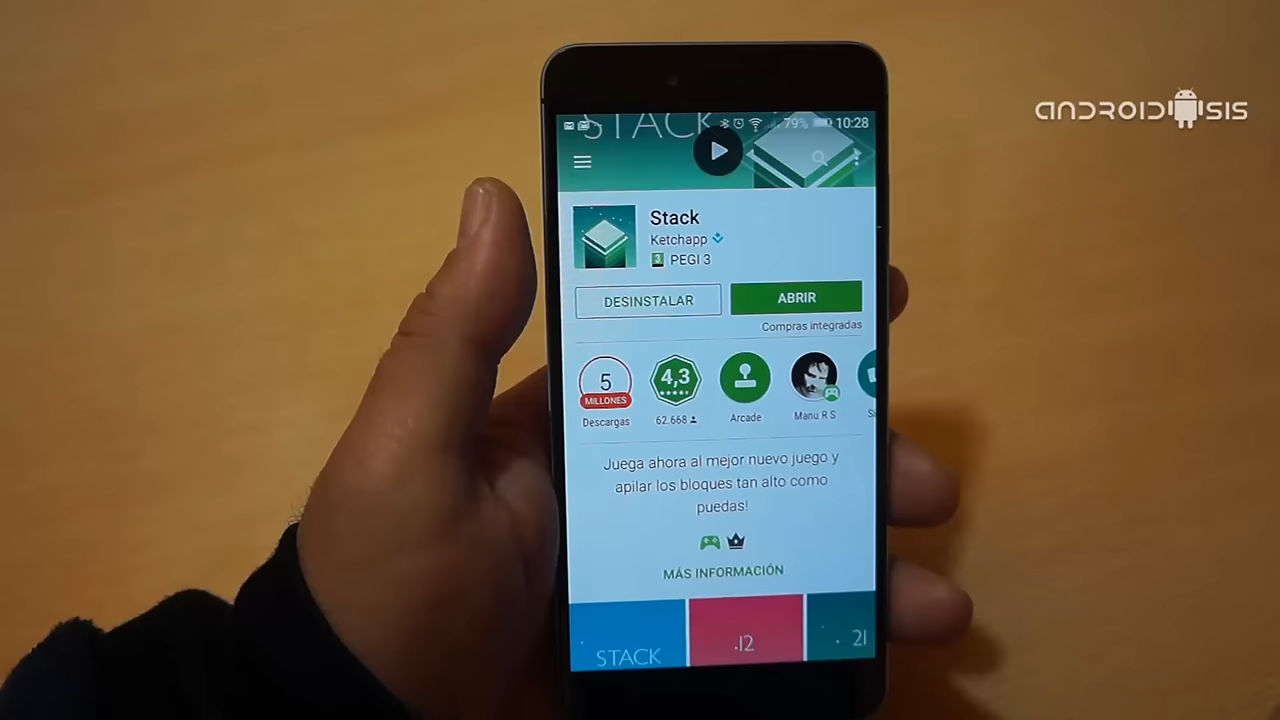 ANDROIDSIS
STACK
79% 10:28
Stack
Ketchapp
3 PEGI 3
DESINSTALAR
ABRIR
Compras integradas
5
MILLONES
Descargas
4,3
62.668
Arcade
Manu R S
Juega ahora al mejor nuevo juego y
apilar los bloques tan alto como
puedas!
MÁS INFORMACIÓN
STACK
12
21